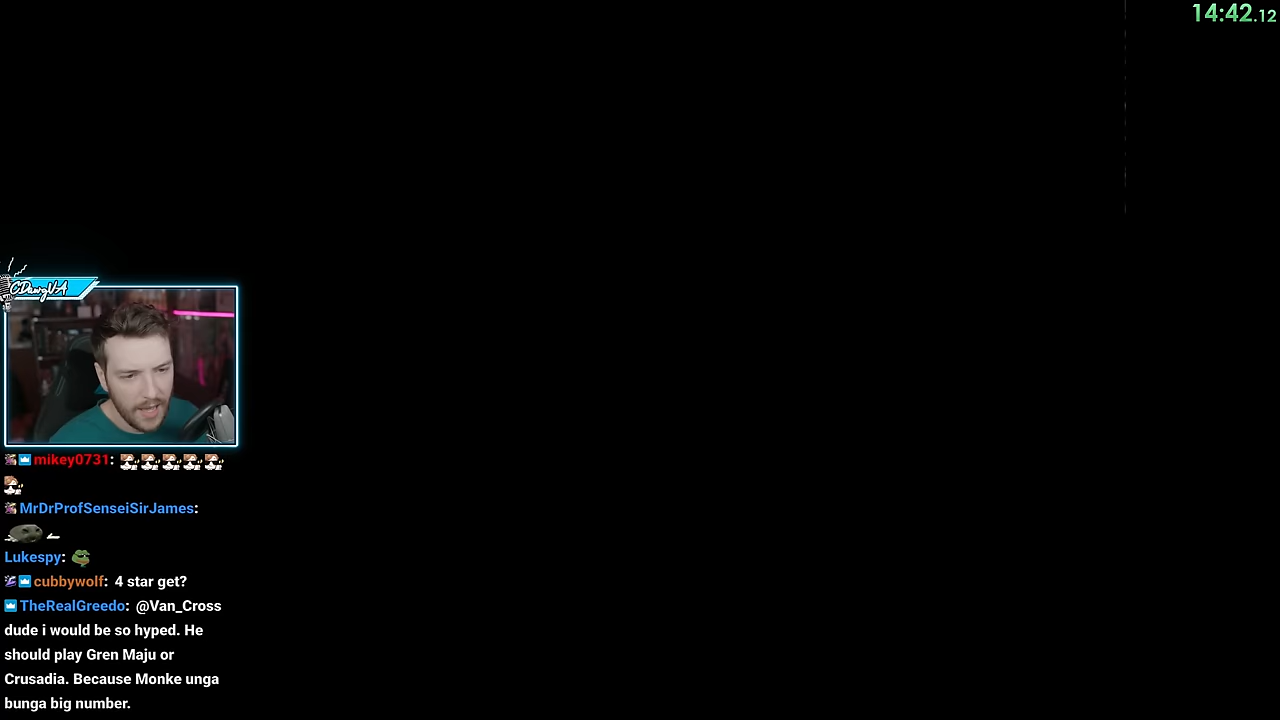 14:42.12
CDawgVA
mikey0731:
MrDrProfSenseiSirJames:
Lukespy:
cubbywolf: 4 star get?
TheRealGreedo: @Van_Cross
dude i would be so hyped. He
should play Gren Maju or
Crusadia. Because Monke unga
bunga big number.